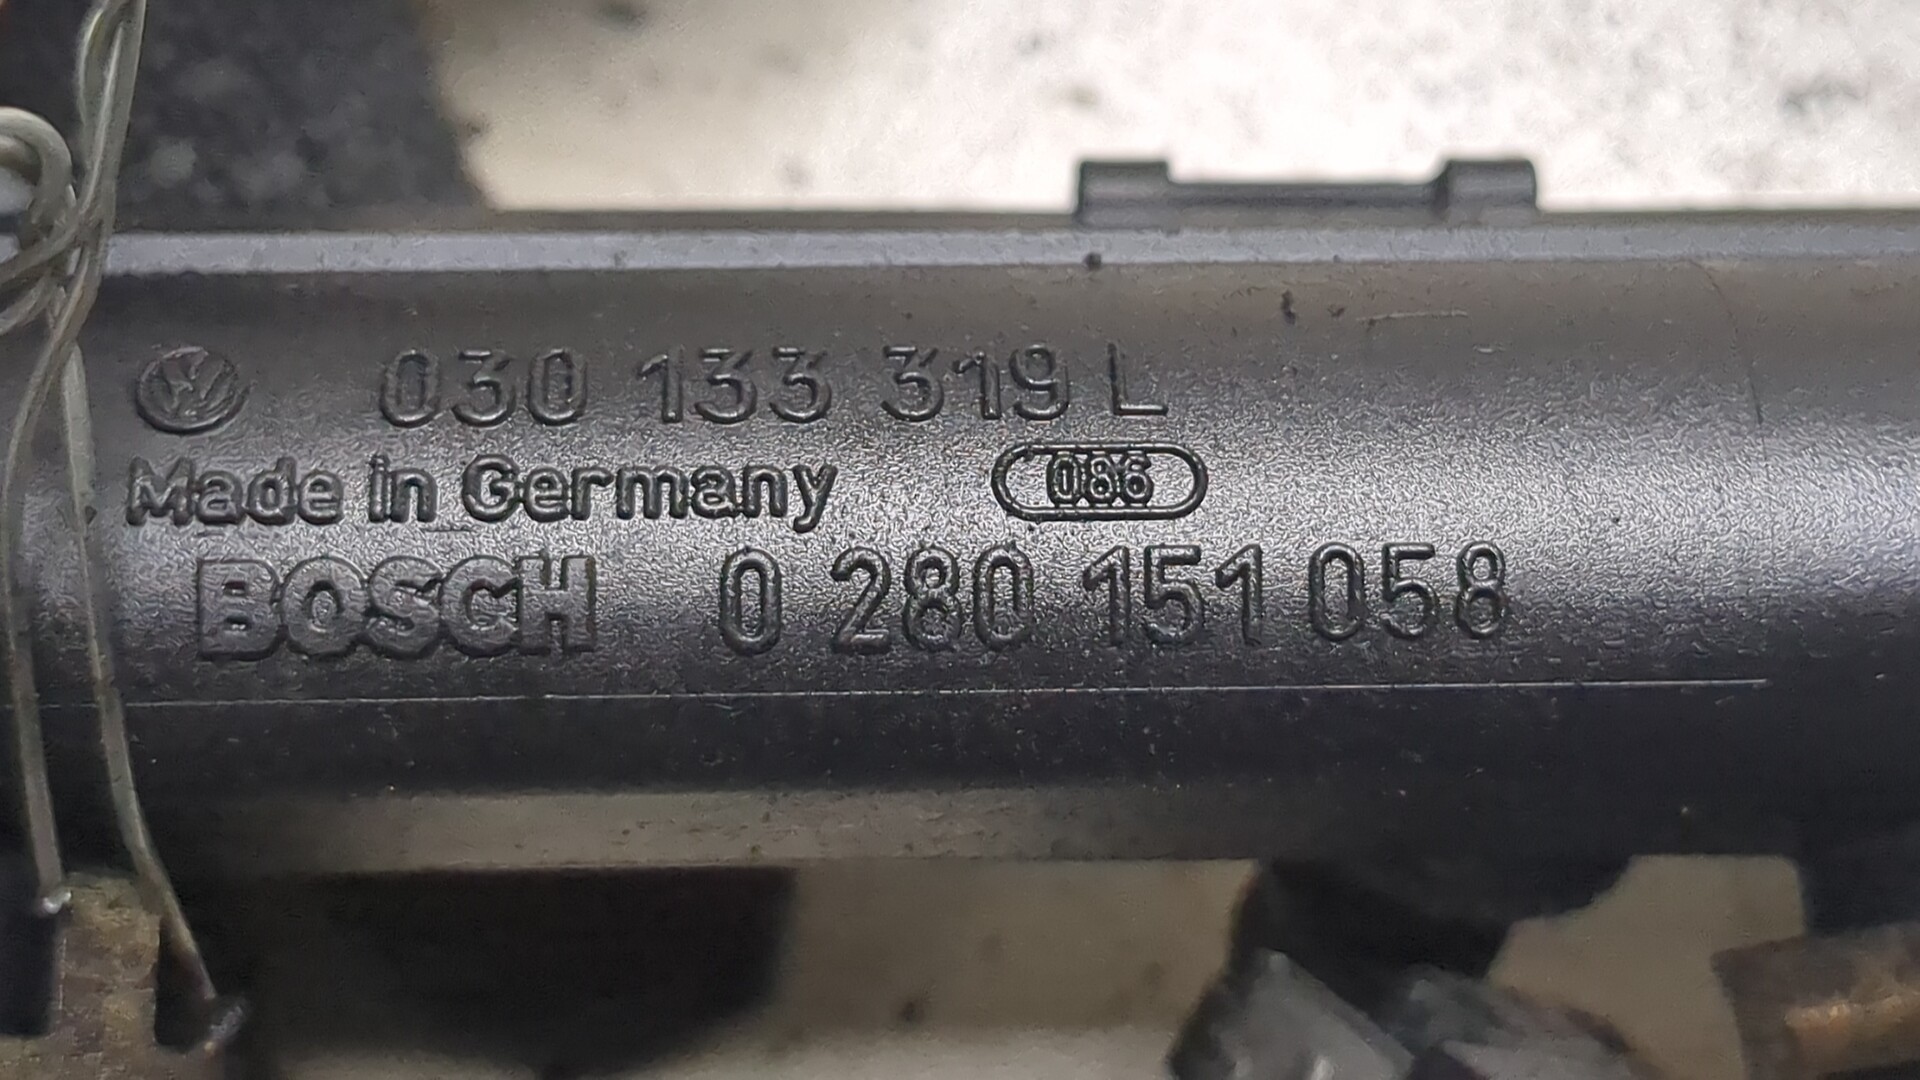 030 133 319 L
Made in Germany 086
BOSCH 0 280 151 058